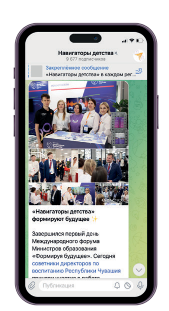 Навигаторы детства
9 677 подписчиков
Закреплённое сообщение
«Навигаторы детства» в каждом рег...
«Навигаторы детства»
формируют будущее
Завершился первый день
Международного форума
Министров образования
«Формируя будущее». Сегодня
советники директоров по
воспитанию Республики Чувашия
Публикация